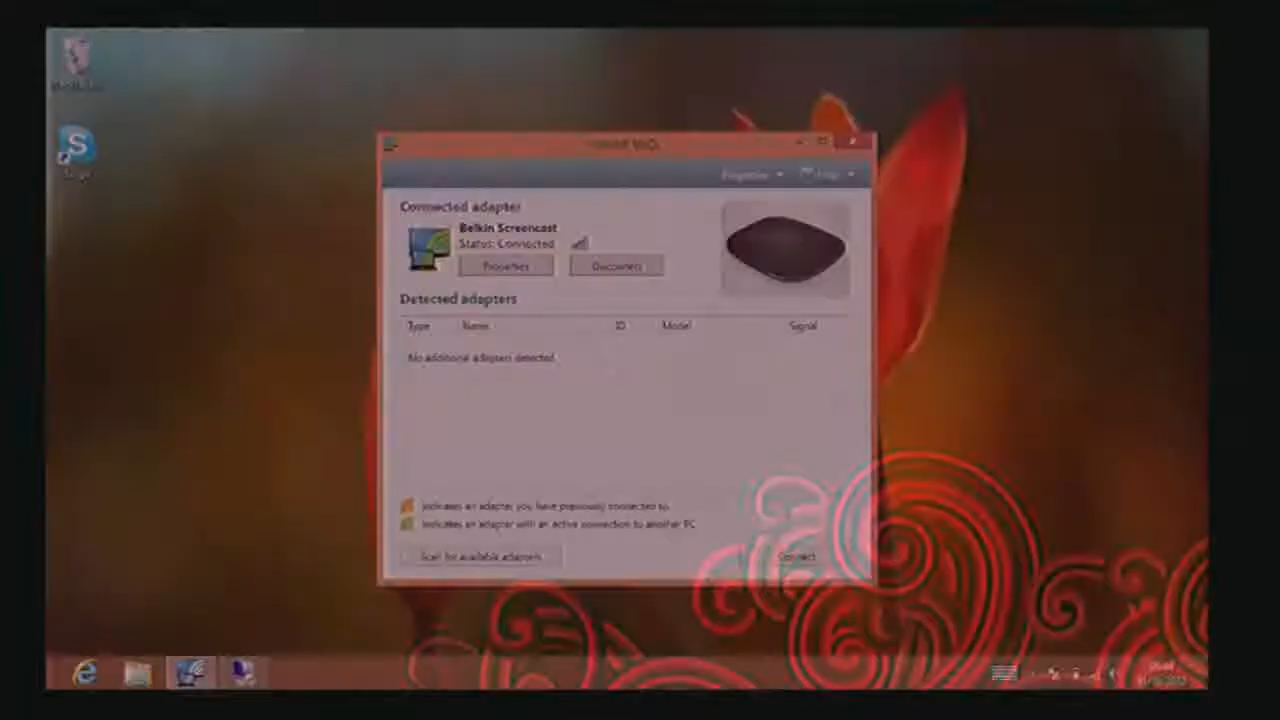 Connected adapter
Belkin Screencast
Status: Connected
Properties
Disconnect
Detected adapters
Type Name ID Model Signal
No additional adapters detected
Indicates an adapter you have previously connected to.
Indicates an adapter with an active connection to another PC
Scan for available adapters
Connect